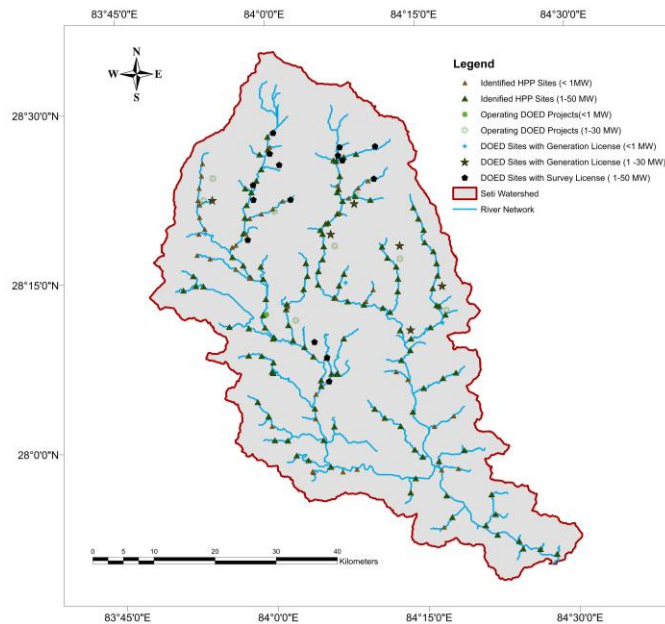 83°45'0"E 84°0'0"E 84°15'0"E 84°30'0"E
N
W E
S
28°30'0"N
28°15'0"N
28°0'0"N
Legend
Identified HPP Sites (< 1MW)
Identified HPP Sites (1-50 MW)
Operating DOED Projects(<1 MW)
Operating DOED Projects (1-30 MW)
DOED Sites with Generation License (<1 MW)
DOED Sites with Generation License (1 -30 MW)
DOED Sites with Survey License ( 1-50 MW)
Seti Watershed
River Network
0 5 10 20 30 40
Kilometers
83°45'0"E 84°0'0"E 84°15'0"E 84°30'0"E